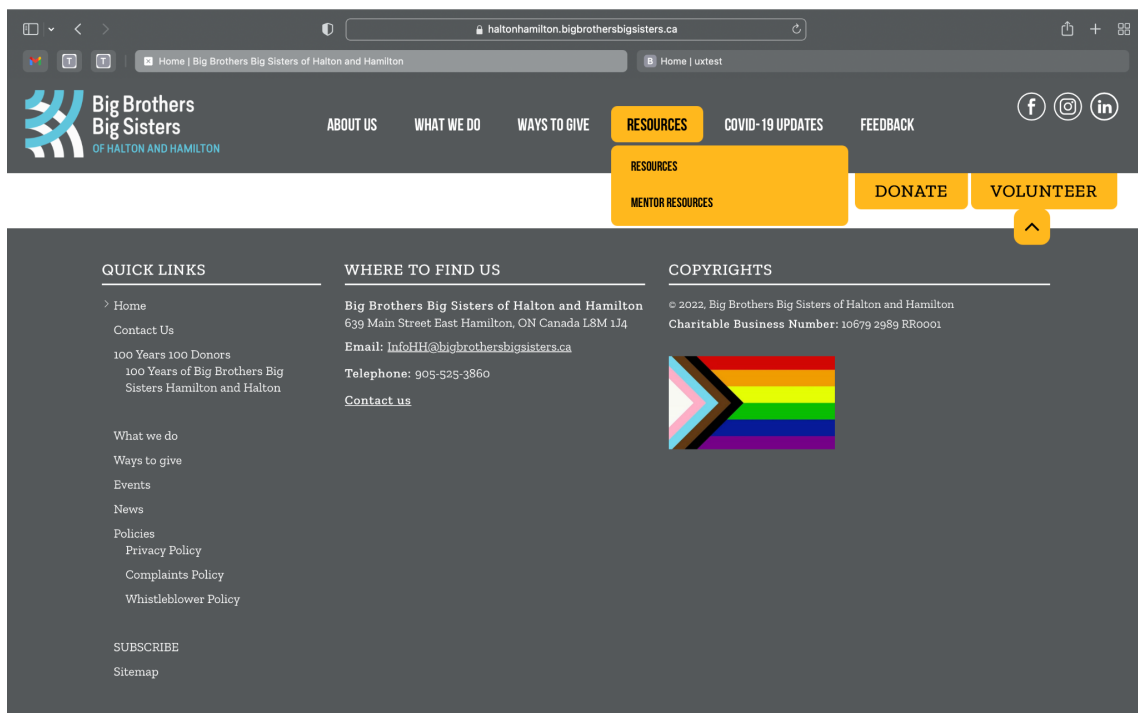 haltonhamilton.bigbrothersbigsisters.ca
T
T
Home | Big Brothers Big Sisters of Halton and Hamilton
B Home | uxtest
Big Brothers
Big Sisters
OF HALTON AND HAMILTON
ABOUT US
WHAT WE DO
WAYS TO GIVE
RESOURCES
COVID-19 UPDATES
FEEDBACK
f
in
RESOURCES
MENTOR RESOURCES
DONATE
VOLUNTEER
QUICK LINKS
Home
Contact Us
100 Years 100 Donors
100 Years of Big Brothers Big
Sisters Hamilton and Halton
What we do
Ways to give
Events
News
Policies
Privacy Policy
Complaints Policy
Whistleblower Policy
SUBSCRIBE
Sitemap
WHERE TO FIND US
Big Brothers Big Sisters of Halton and Hamilton
639 Main Street East Hamilton, ON Canada L8M 1J4
Email: InfoHH@bigbrothersbigsisters.ca
Telephone: 905-525-3860
Contact us
COPYRIGHTS
© 2022, Big Brothers Big Sisters of Halton and Hamilton
Charitable Business Number: 10679 2989 RR0001